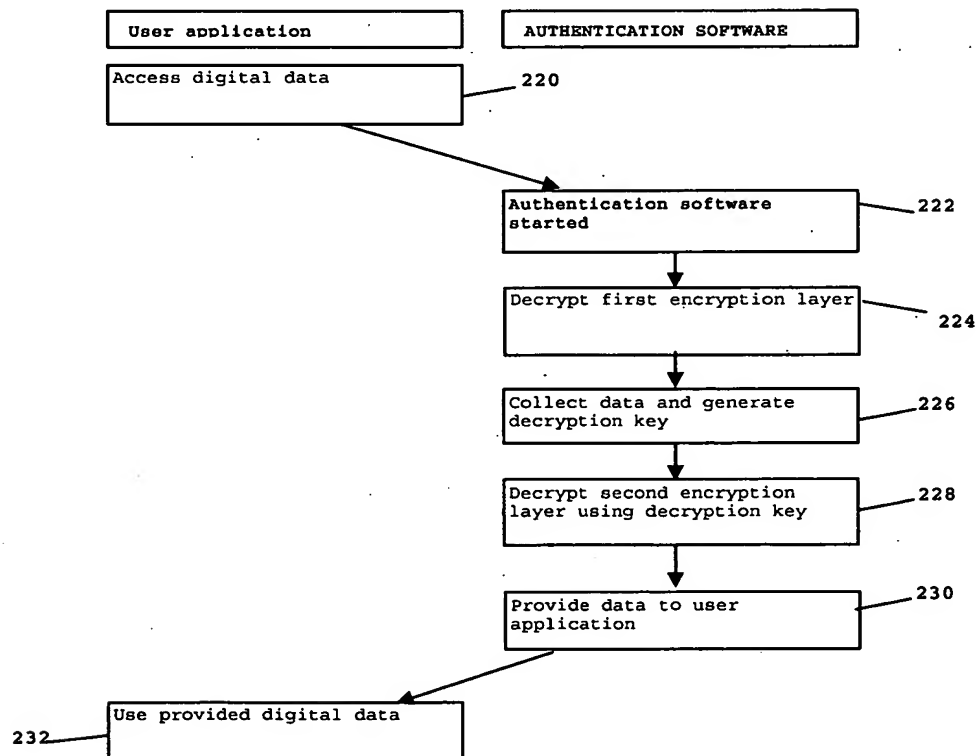 User application
AUTHENTICATION SOFTWARE
Access digital data
220
Authentication software
started
222
Decrypt first encryption layer
224
Collect data and generate
decryption key
226
Decrypt second encryption
layer using decryption key
228
Provide data to user
application
230
Use provided digital data
232